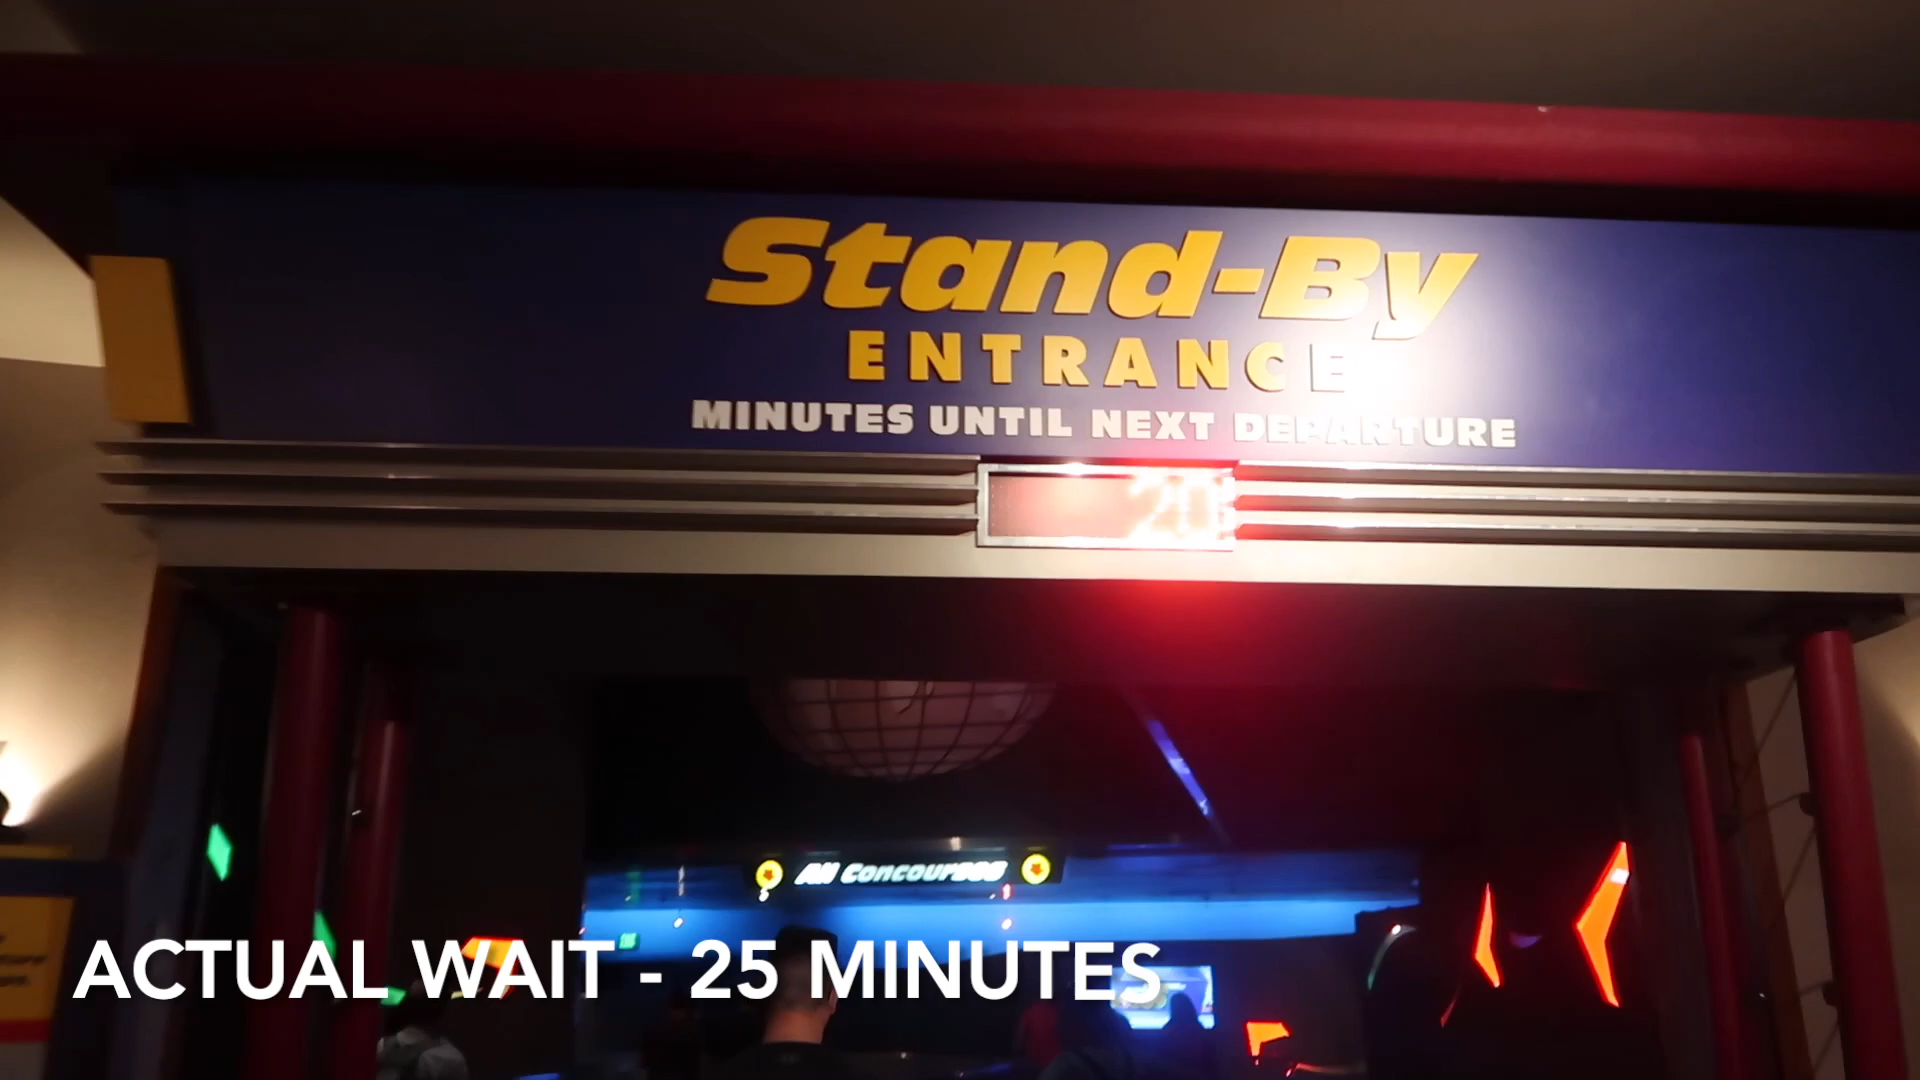 Stand-By
ENTRANCE
MINUTES UNTIL NEXT DEPARTURE
20
All Concourses
ACTUAL WAIT - 25 MINUTES